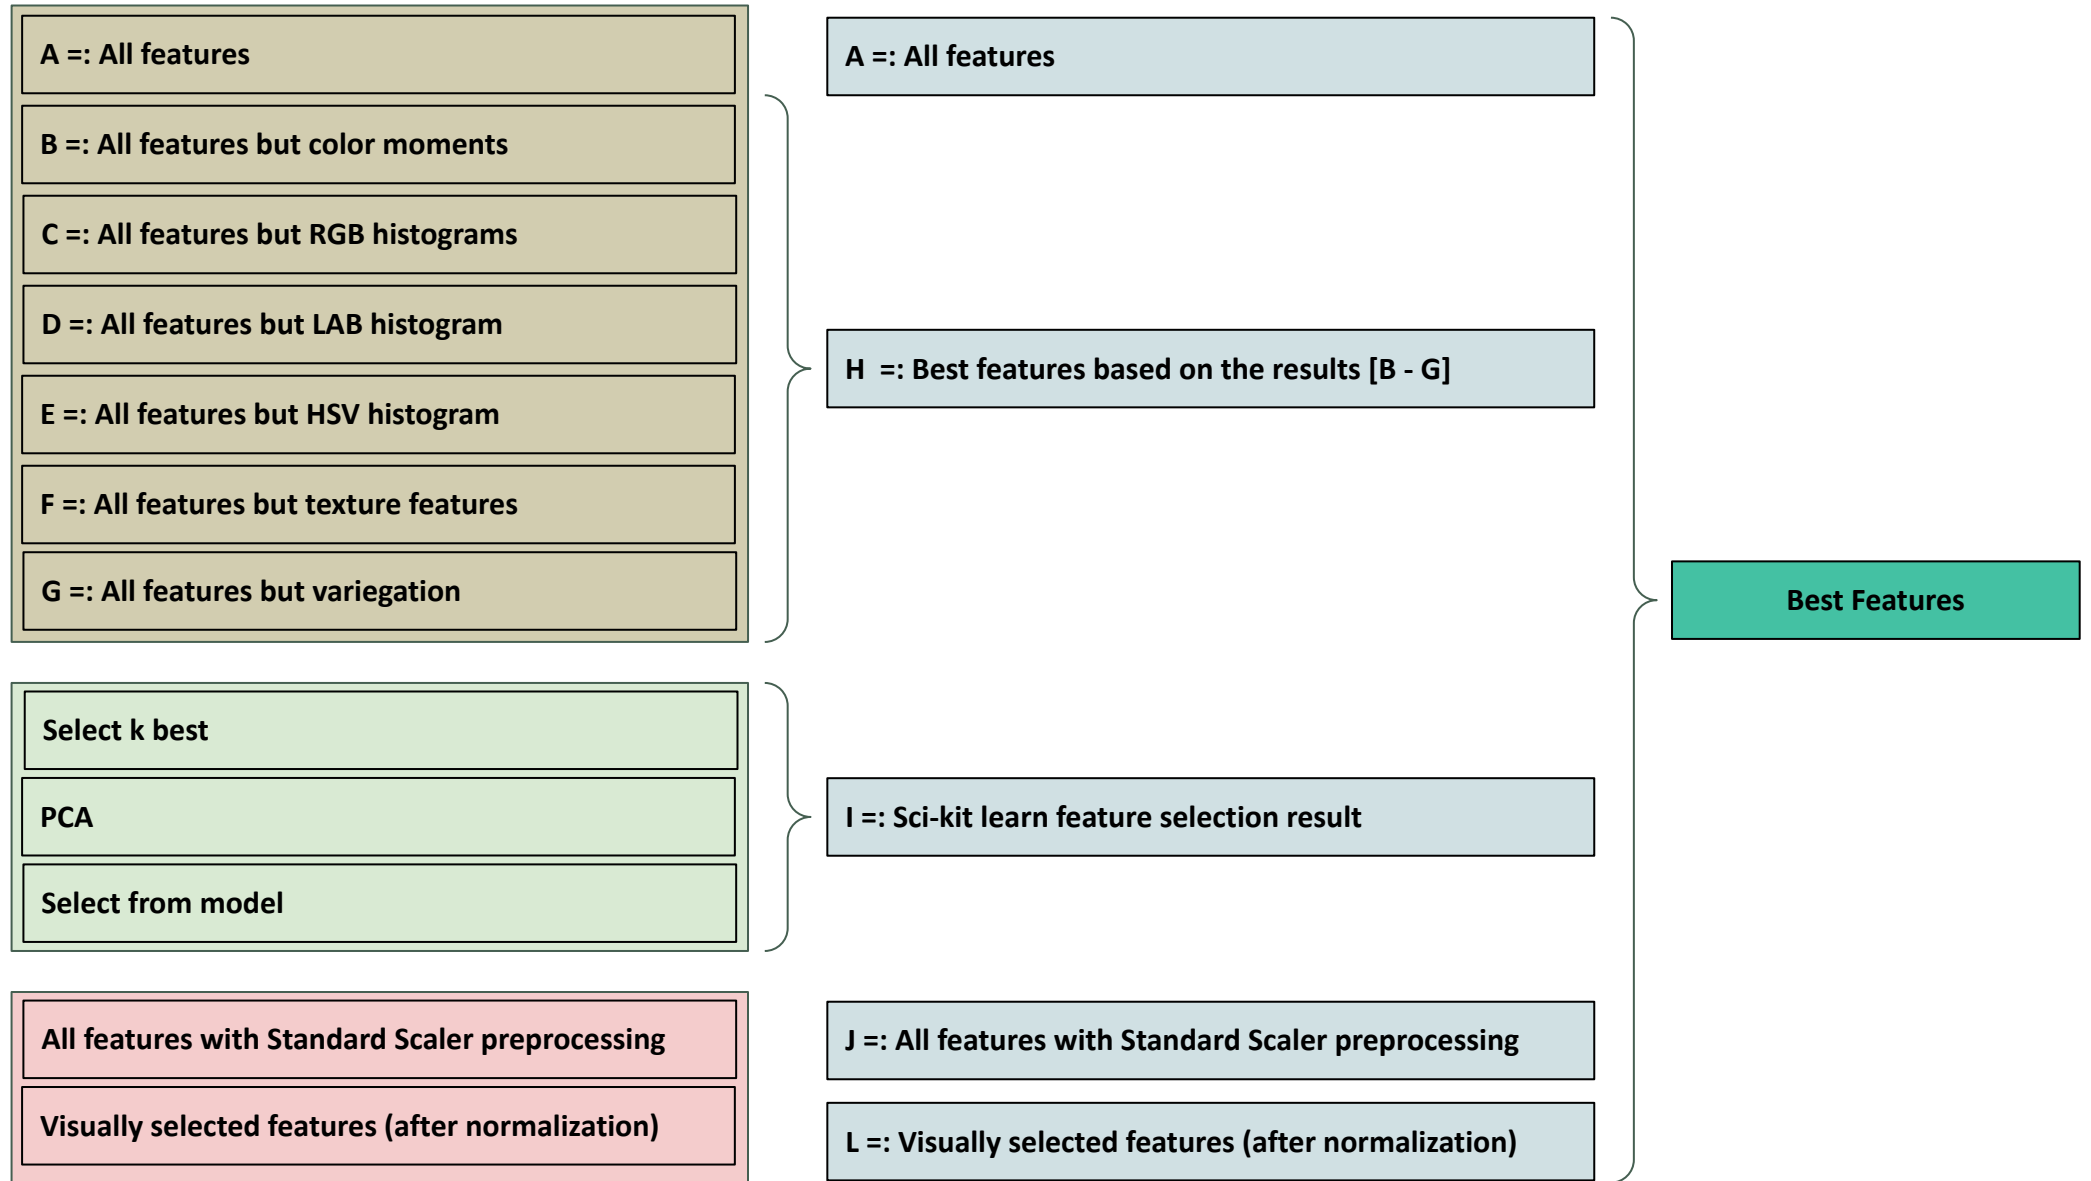 A =: All features
B =: All features but color moments
C =: All features but RGB histograms
D =: All features but LAB histogram
E =: All features but HSV histogram
F =: All features but texture features
G =: All features but variegation
Select k best
PCA
Select from model
All features with Standard Scaler preprocessing
Visually selected features (after normalization)
A =: All features
H =: Best features based on the results [B - G]
I =: Sci-kit learn feature selection result
J =: All features with Standard Scaler preprocessing
L =: Visually selected features (after normalization)
Best Features